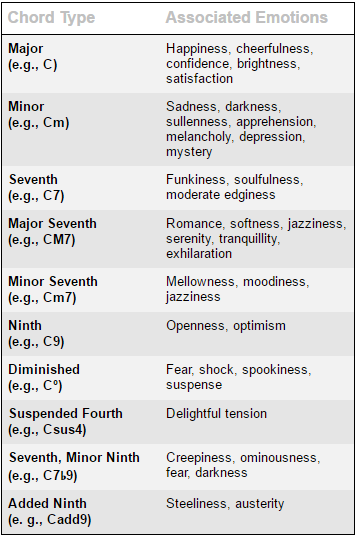 Chord Type Associated Emotions
Major Happiness, cheerfulness,
(e.g., C) confidence, brightness,
satisfaction
Minor Sadness, darkness,
(e.g., Cm) sullenness, apprehension,
melancholy, depression,
mystery
Seventh Funkiness, soulfulness,
(e.g., C7) moderate edginess
Major Seventh Romance, softness, jazziness,
(e.g., CM7) serenity, tranquillity,
exhilaration
Minor Seventh Mellowness, moodiness,
(e.g., Cm7) jazziness
Ninth Openness, optimism
(e.g., C9)
Diminished Fear, shock, spookiness,
(e.g., Cº) suspense
Suspended Fourth Delightful tension
(e.g., Csus4)
Seventh, Minor Ninth Creepiness, ominousness,
(e.g., C7♭9) fear, darkness
Added Ninth Steeliness, austerity
(e. g., Cadd9)